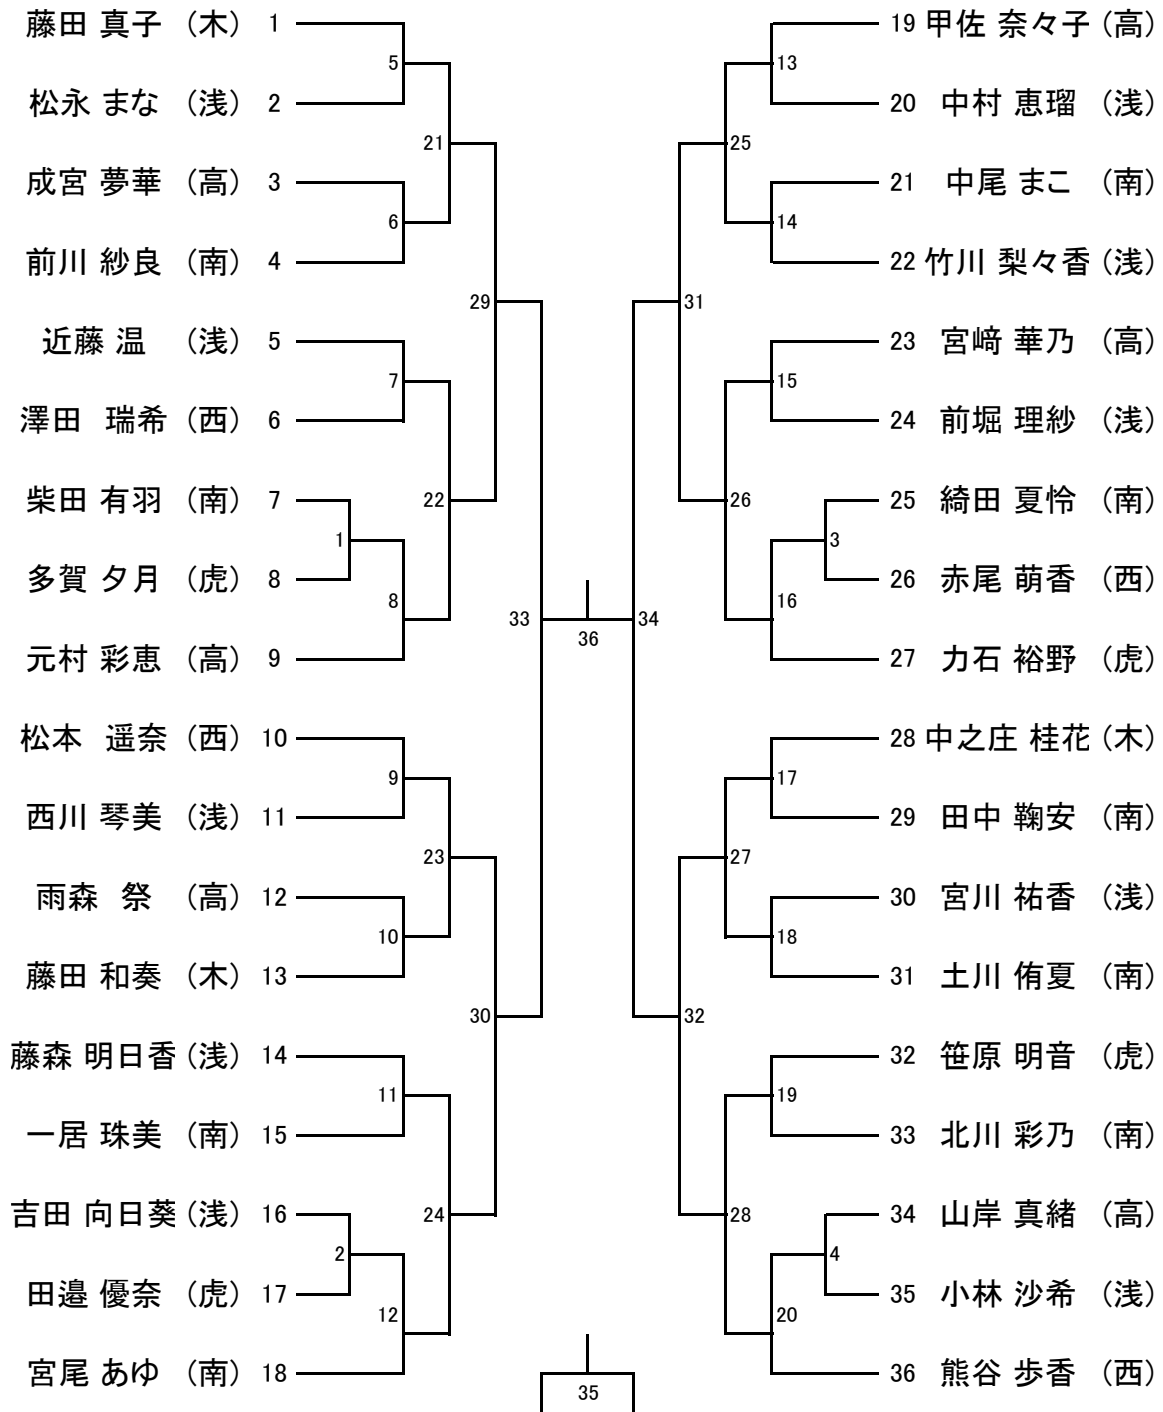 藤田 真子 (木) 1
5
松永 まな (浅) 2
21
成宮 夢華 (高) 3
6
前川 紗良 (南) 4
29
近藤 温 (浅) 5
7
澤田 瑞希 (西) 6
22
柴田 有羽 (南) 7
1
多賀 夕月 (虎) 8
8
元村 彩恵 (高) 9
33
松本 遥奈 (西) 10
9
西川 琴美 (浅) 11
23
雨森 祭 (高) 12
10
藤田 和奏 (木) 13
30
藤森 明日香 (浅) 14
11
一居 珠美 (南) 15
24
吉田 向日葵 (浅) 16
2
田邉 優奈 (虎) 17
12
宮尾 あゆ (南) 18
36
35
19 甲佐 奈々子 (高)
13
20 中村 恵瑠 (浅)
25
21 中尾 まこ (南)
14
22 竹川 梨々香 (浅)
31
23 宮﨑 華乃 (高)
15
24 前堀 理紗 (浅)
26
25 綺田 夏怜 (南)
3
26 赤尾 萌香 (西)
16
27 力石 裕野 (虎)
34
28 中之庄 桂花 (木)
17
29 田中 鞠安 (南)
27
30 宮川 祐香 (浅)
18
31 土川 侑夏 (南)
32
32 笹原 明音 (虎)
19
33 北川 彩乃 (南)
28
34 山岸 真緒 (高)
4
35 小林 沙希 (浅)
20
36 熊谷 歩香 (西)